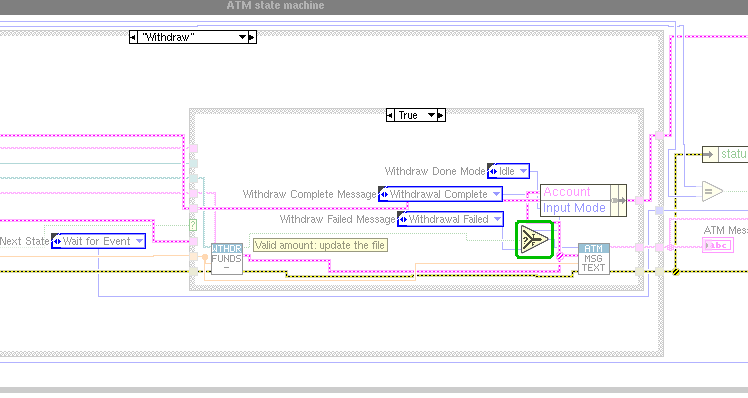 ATM state machine
"Withdraw"
True
Withdraw Done Mode
Idle
Withdraw Complete Message
Withdrawal Complete
Account
Input Mode
Withdraw Failed Message
Withdrawal Failed
Next State
Wait for Event
Valid amount: update the file
WTHDR
FUNDS
ATM
MSG
TEXT
?
T
statu
=
ATM Mess
abc